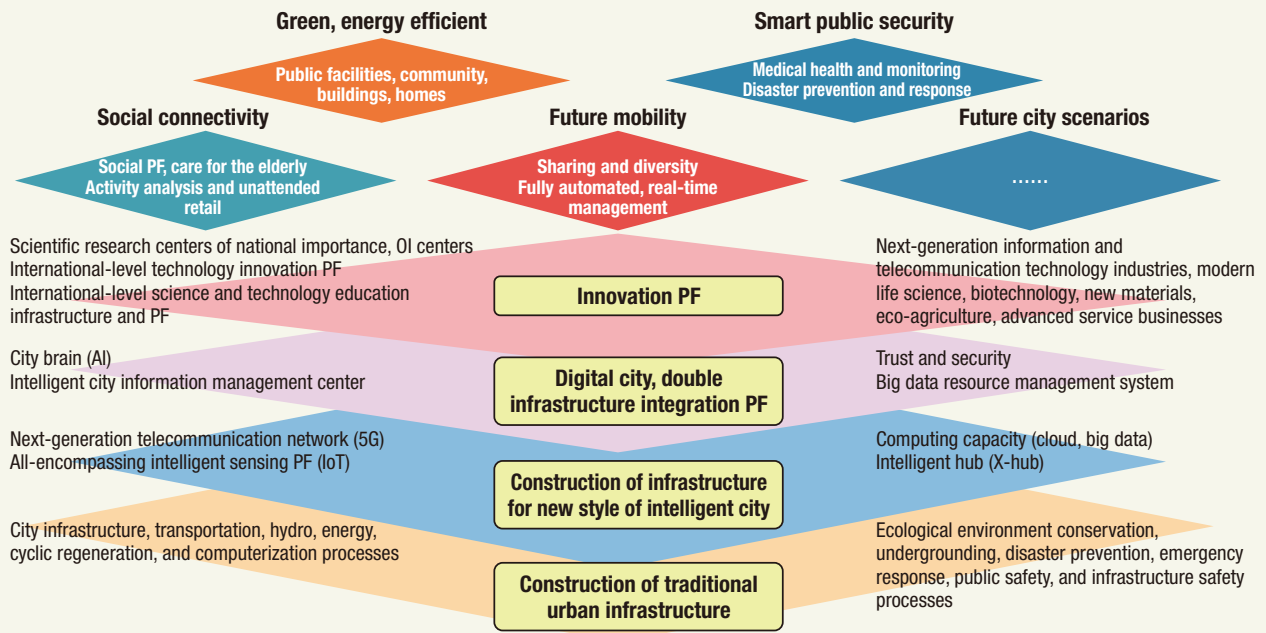 Green, energy efficient
Public facilities, community,
buildings, homes
Smart public security
Medical health and monitoring
Disaster prevention and response
Social connectivity
Social PF, care for the elderly
Activity analysis and unattended
retail
Future mobility
Sharing and diversity
Fully automated, real-time
management
Future city scenarios
......
Scientific research centers of national importance, OI centers
International-level technology innovation PF
International-level science and technology education
infrastructure and PF
Innovation PF
Next-generation information and
telecommunication technology industries, modern
life science, biotechnology, new materials,
eco-agriculture, advanced service businesses
City brain (AI)
Intelligent city information management center
Digital city, double
infrastructure integration PF
Trust and security
Big data resource management system
Next-generation telecommunication network (5G)
All-encompassing intelligent sensing PF (IoT)
Construction of infrastructure
for new style of intelligent city
Computing capacity (cloud, big data)
Intelligent hub (X-hub)
City infrastructure, transportation, hydro, energy,
cyclic regeneration, and computerization processes
Construction of traditional
urban infrastructure
Ecological environment conservation,
undergrounding, disaster prevention, emergency
response, public safety, and infrastructure safety
processes